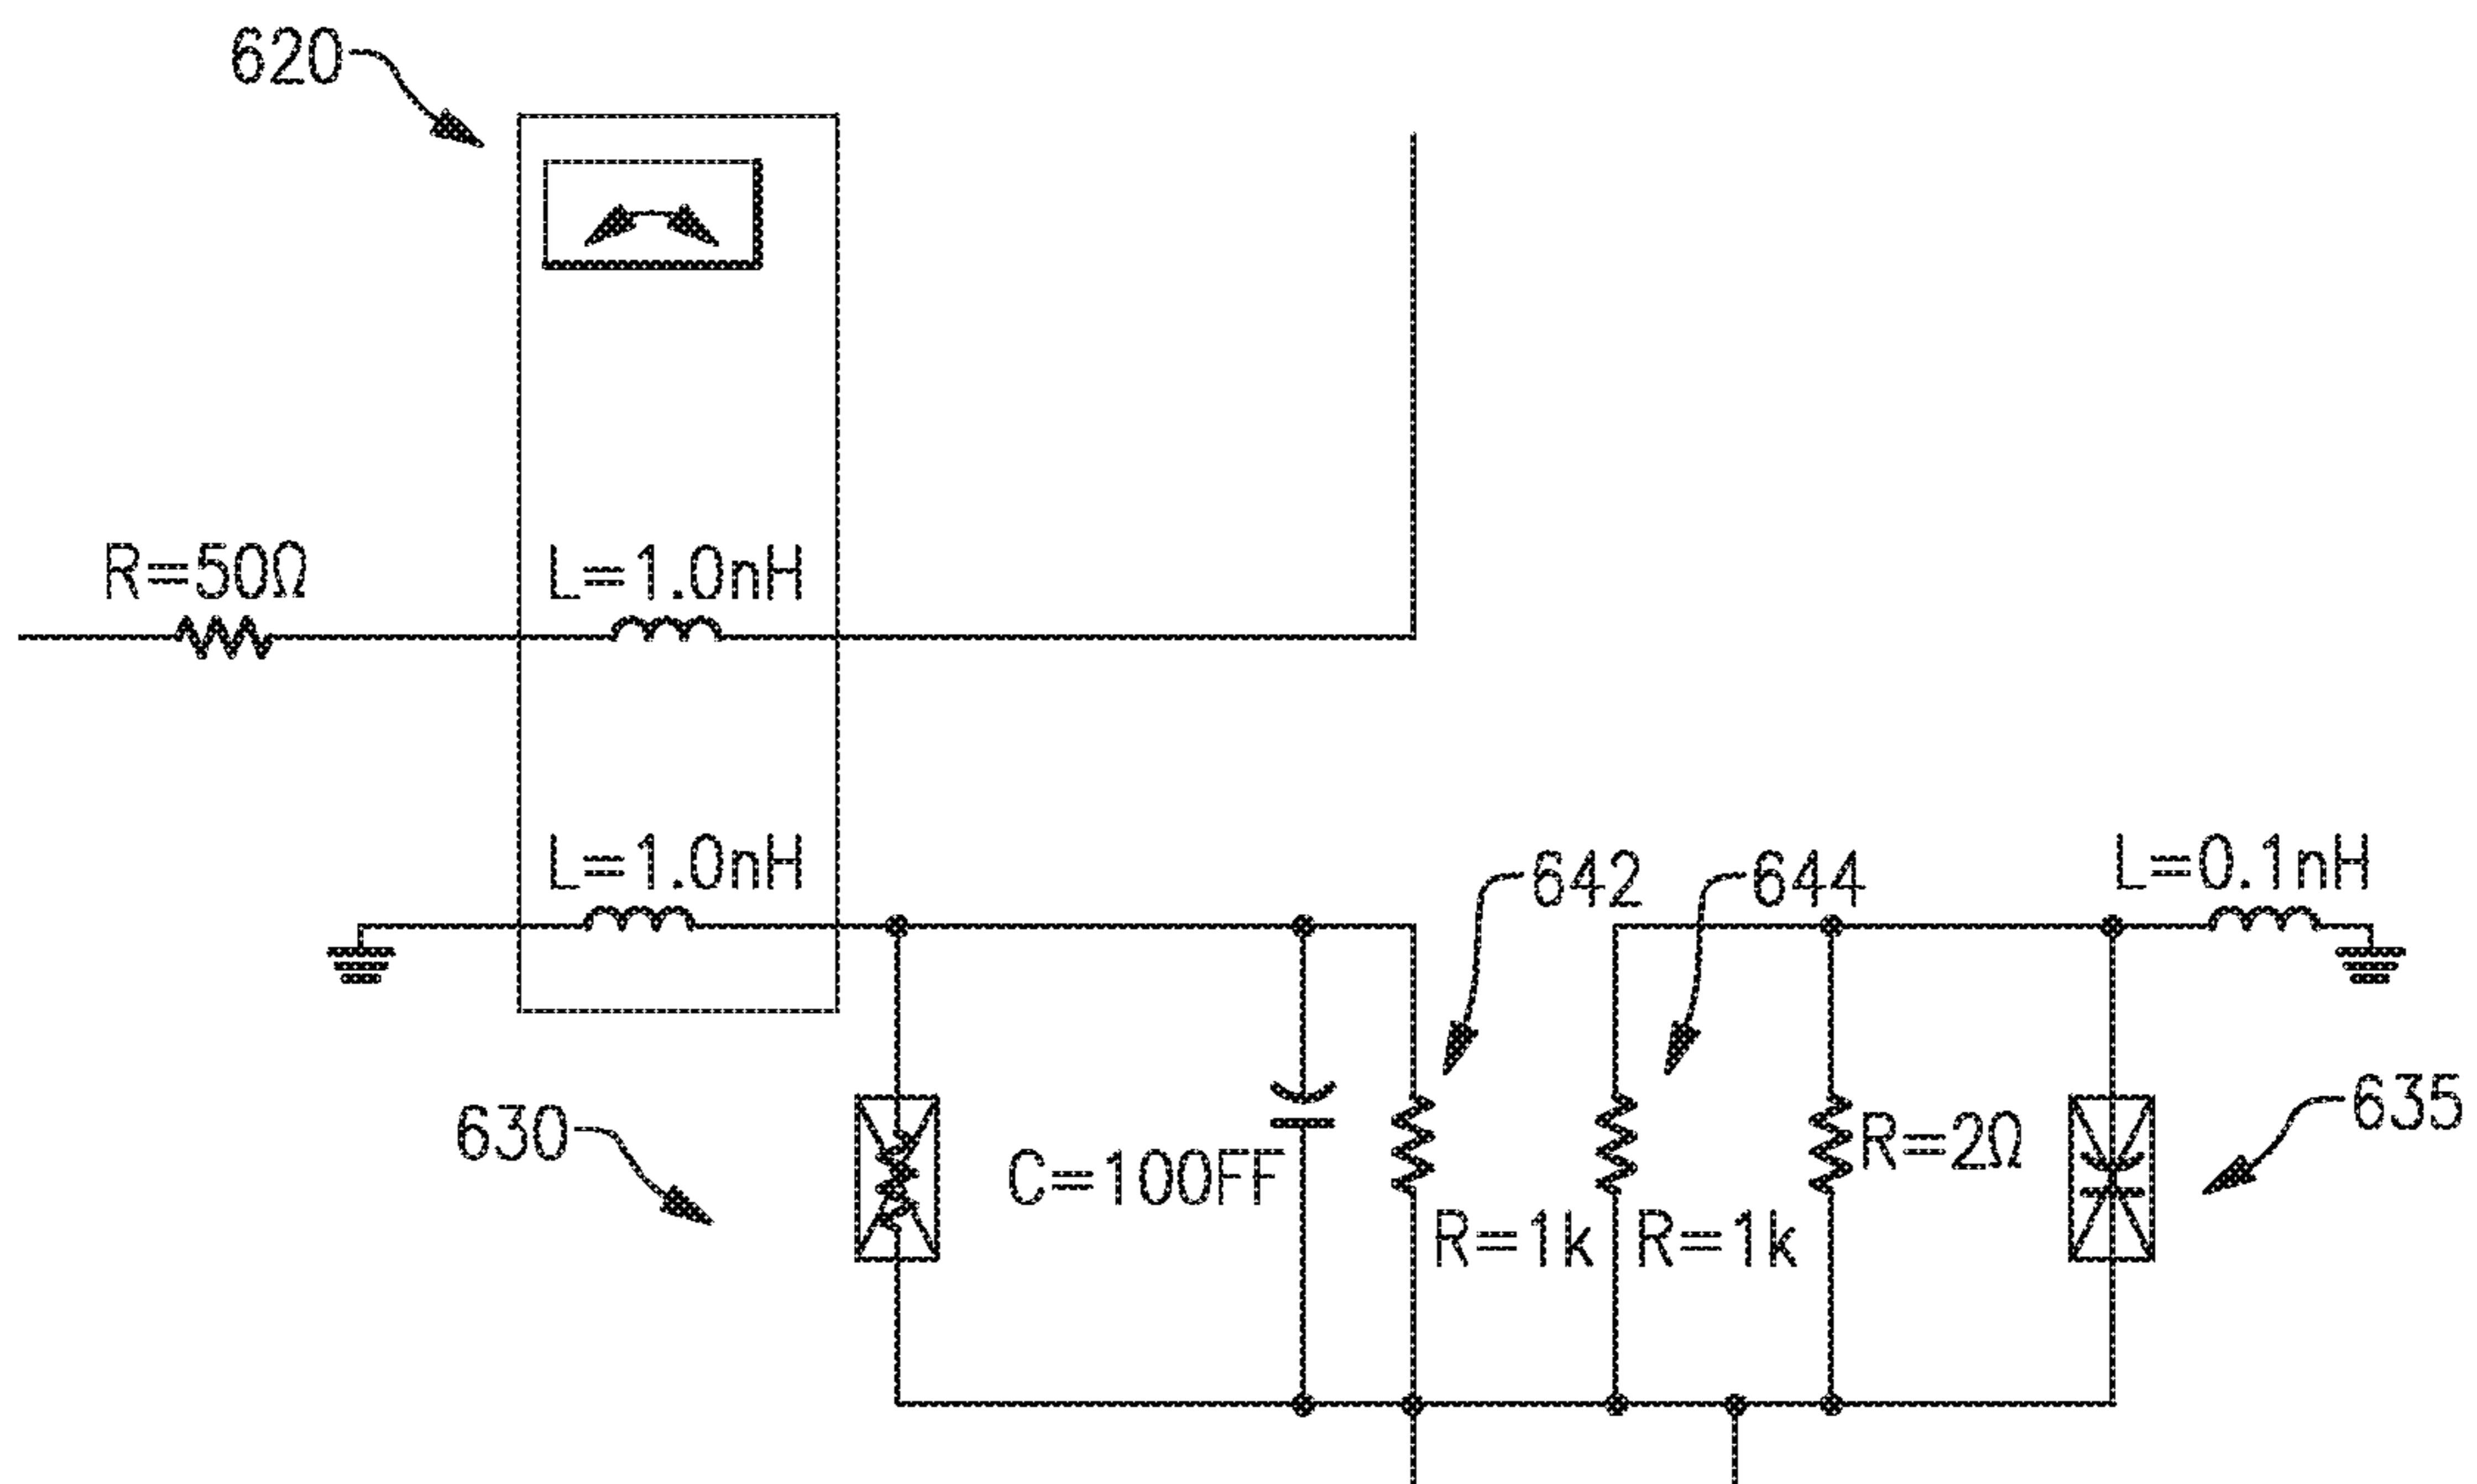 620
R=50Ω
L=1.0nH
L=1.0nH
642
644
L=0.1nH
630
C=100FF
R=1k
R=1k
R=2Ω
635